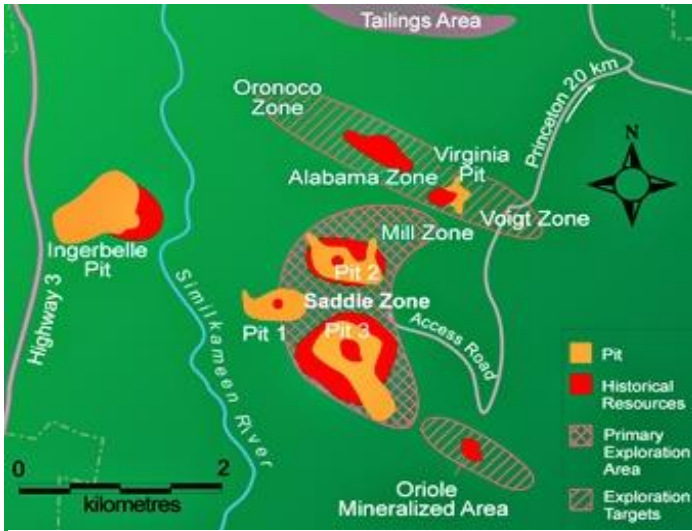 Tailings Area
Oronoco
Zone
Princeton 20 km
N
Virginia
Pit
Alabama Zone
Voigt Zone
Mill Zone
Ingerbelle
Pit
Pit 2
Saddle Zone
Pit 1
Pit 3
Highway 3
Similkameen River
Access Road
Pit
Historical
Resources
Primary
Exploration
Area
Exploration
Targets
0 2
kilometres
Oriole
Mineralized Area